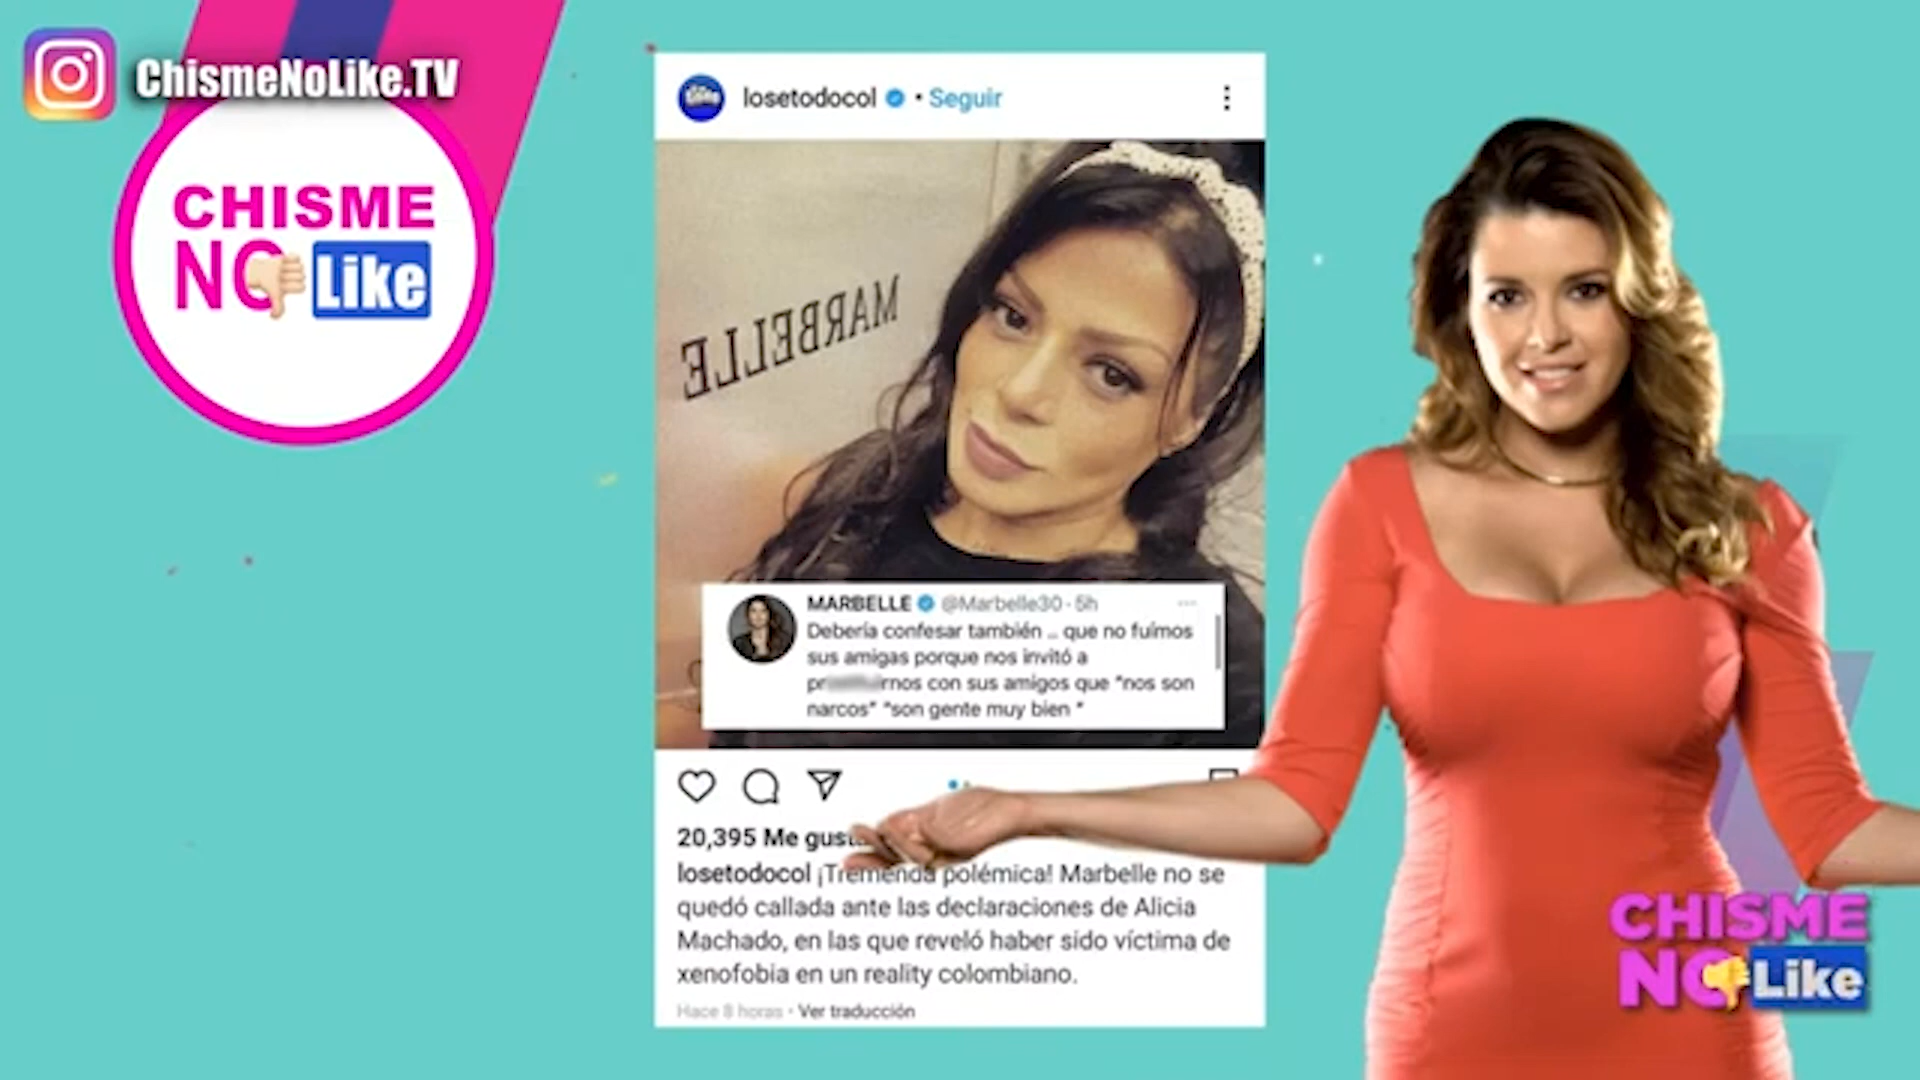 ChismeNoLike.TV
CHISME
NO Like
losetodocol • Seguir
MARBELLE
MARBELLE @Marbelle30 · 5h
Debería confesar también .. que no fuímos
sus amigas porque nos invitó a
pr rnos con sus amigos que "nos son
narcos" "son gente muy bien "
20,395 Me gust
losetodocol ¡Tremenda polémica! Marbelle no se
quedó callada ante las declaraciones de Alicia
Machado, en las que reveló haber sido víctima de
xenofobia en un reality colombiano.
Hace 8 horas • Ver traducción
CHISME
NO Like